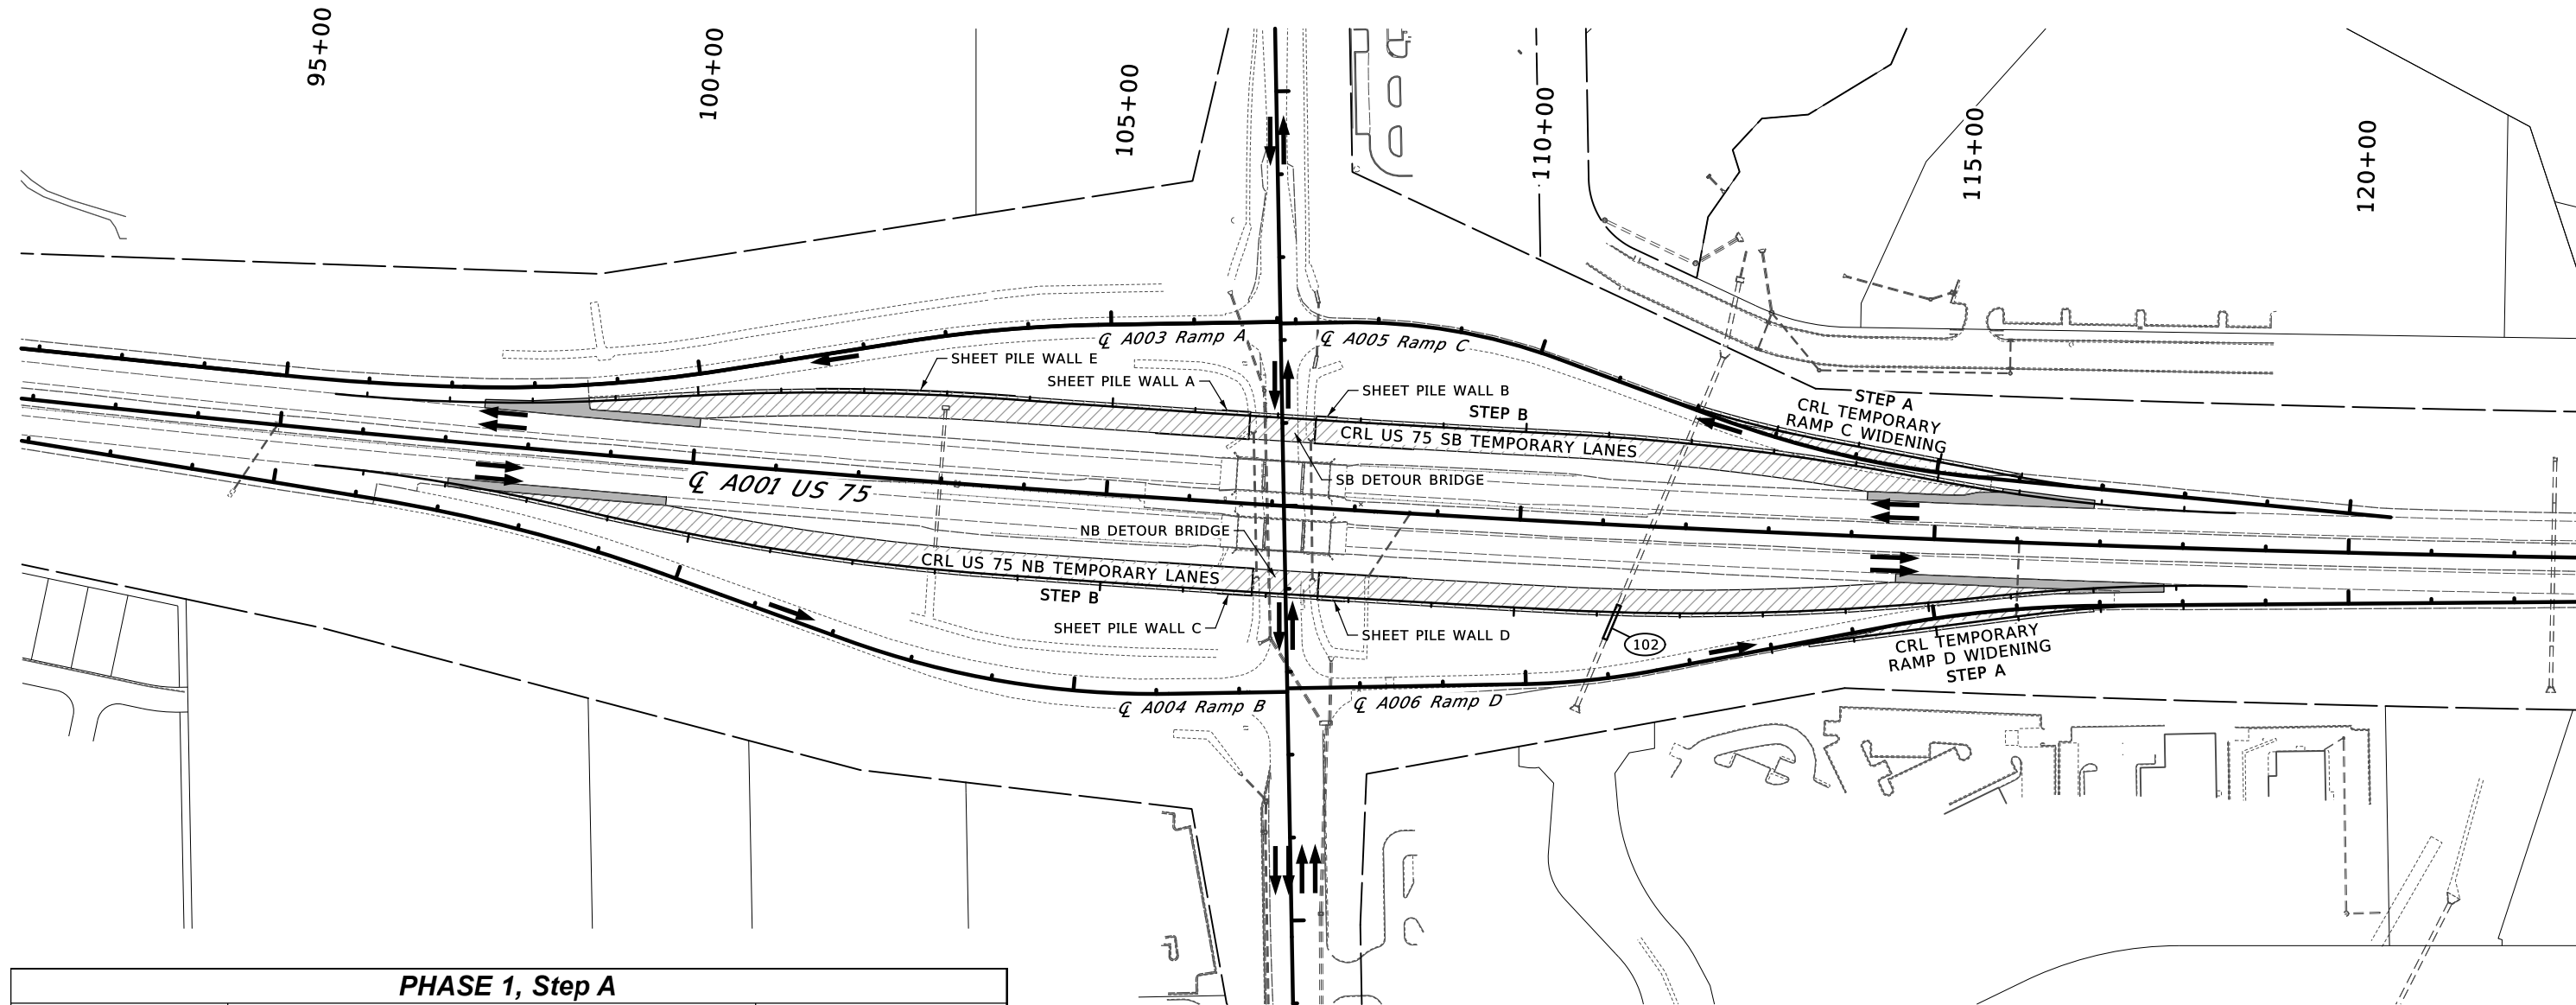 95+00
100+00
105+00
110+00
115+00
120+00
℄ A003 Ramp A
℄ A005 Ramp C
SHEET PILE WALL E
SHEET PILE WALL A
SHEET PILE WALL B
STEP B
CRL US 75 SB TEMPORARY LANES
STEP A
CRL TEMPORARY
RAMP C WIDENING
℄ A001 US 75
SB DETOUR BRIDGE
NB DETOUR BRIDGE
CRL US 75 NB TEMPORARY LANES
STEP B
SHEET PILE WALL C
SHEET PILE WALL D
102
CRL TEMPORARY
RAMP D WIDENING
STEP A
℄ A004 Ramp B
℄ A006 Ramp D
PHASE 1, Step A